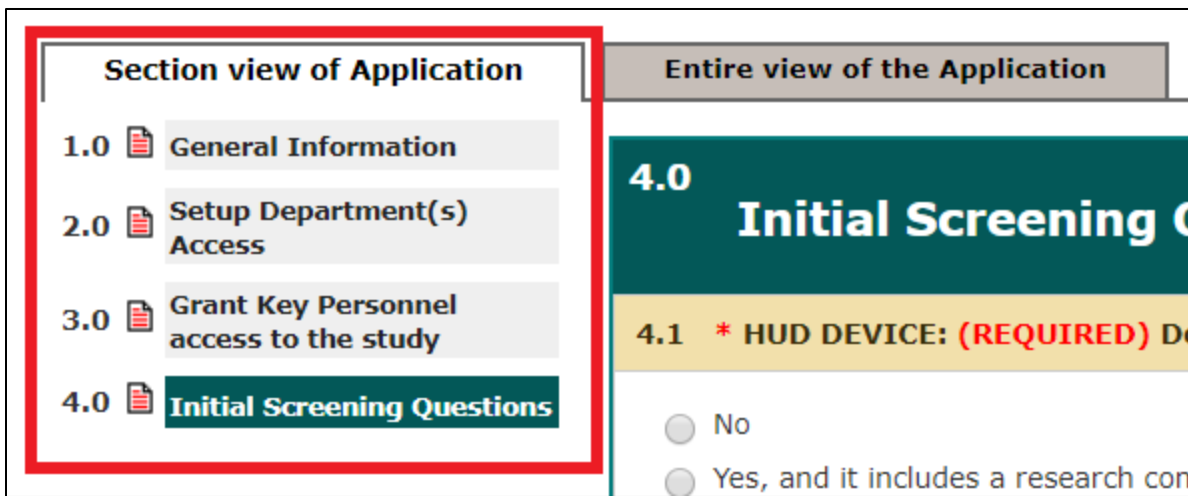 Section view of Application
Entire view of the Application
1.0 General Information
2.0 Setup Department(s)
Access
3.0 Grant Key Personnel
access to the study
4.0 Initial Screening Questions
4.0
Initial Screening
4.1 * HUD DEVICE: (REQUIRED)
No
Yes, and it includes a research